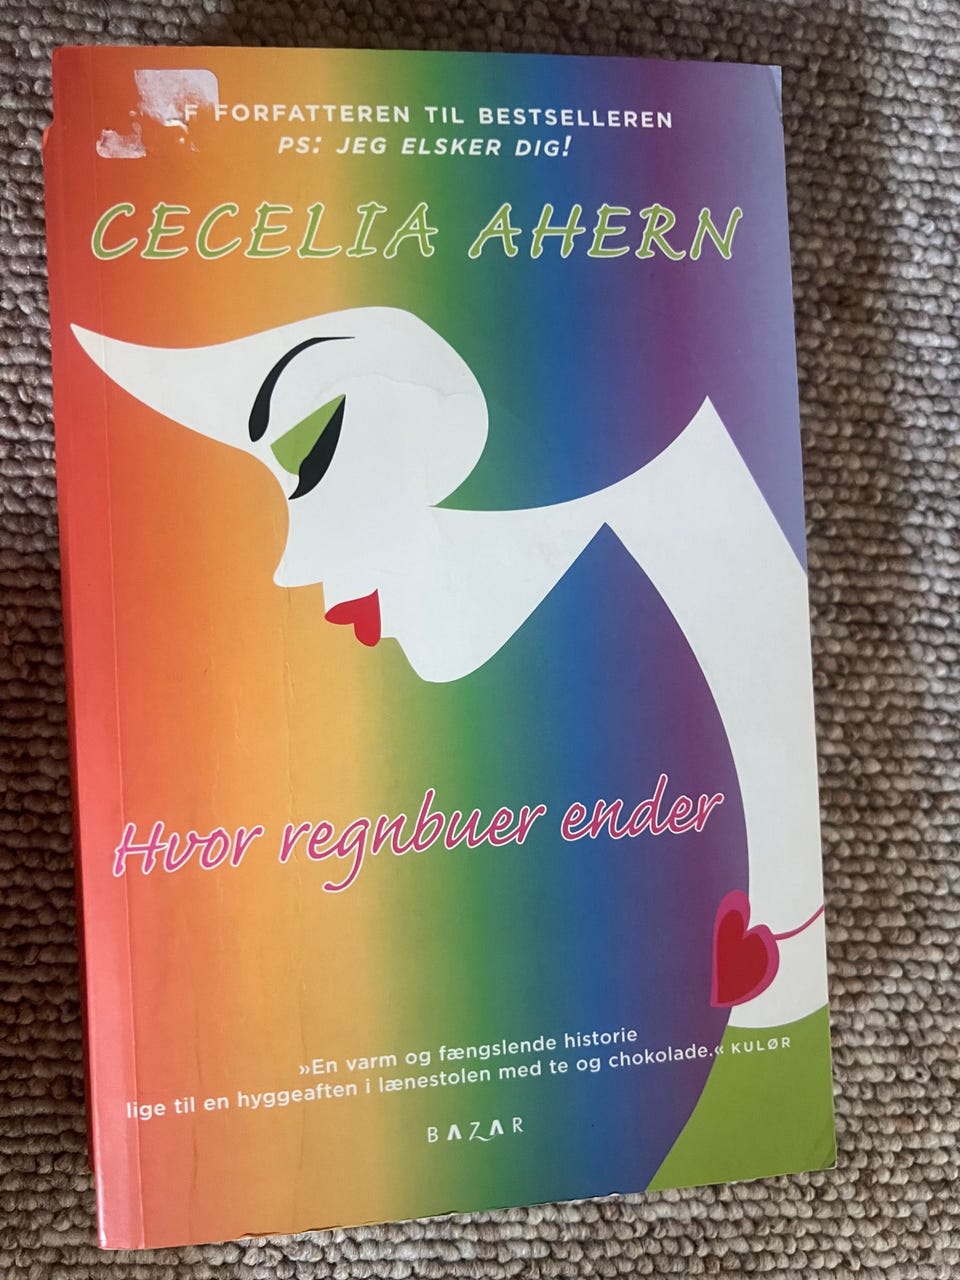 F FORFATTEREN TIL BESTSELLEREN
PS: JEG ELSKER DIG!
CECELIA AHERN
Hvor regnbuer ender
»En varm og fængslende historie
lige til en hyggeaften i lænestolen med te og chokolade.« KULØR
BAZAR